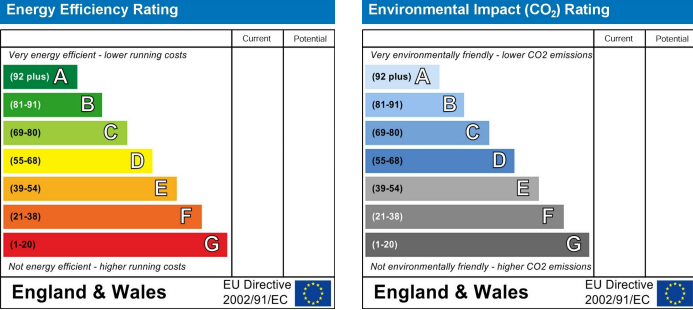 Energy Efficiency Rating
Current Potential
Very energy efficient - lower running costs
(92 plus) A
(81-91) B
(69-80) C
(55-68) D
(39-54) E
(21-38) F
(1-20) G
Not energy efficient - higher running costs
England & Wales
EU Directive
2002/91/EC
Environmental Impact (CO₂) Rating
Current Potential
Very environmentally friendly - lower CO2 emissions
(92 plus) A
(81-91) B
(69-80) C
(55-68) D
(39-54) E
(21-38) F
(1-20) G
Not environmentally friendly - higher CO2 emissions
England & Wales
EU Directive
2002/91/EC